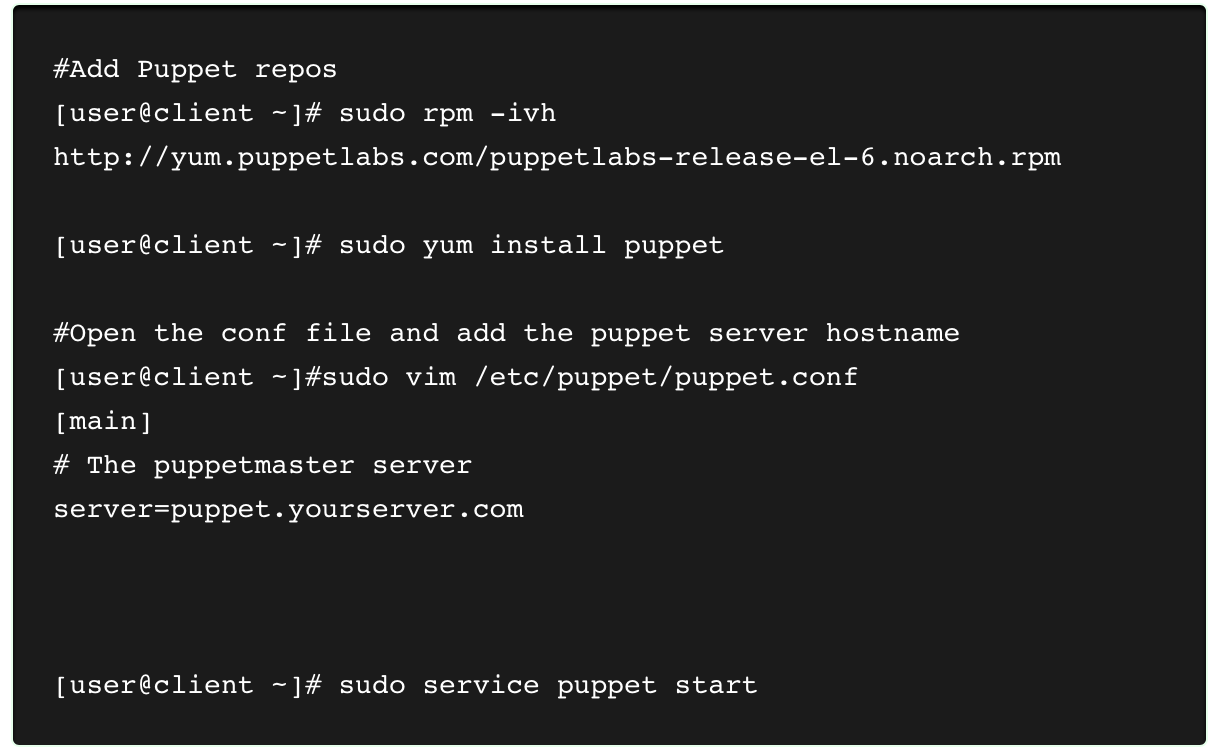 #Add Puppet repos
[user@client ~]# sudo rpm -ivh
http://yum.puppetlabs.com/puppetlabs-release-el-6.noarch.rpm
[user@client ~]# sudo yum install puppet
#Open the conf file and add the puppet server hostname
[user@client ~]#sudo vim /etc/puppet/puppet.conf
[main]
# The puppetmaster server
server=puppet.yourserver.com
[user@client ~]# sudo service puppet start